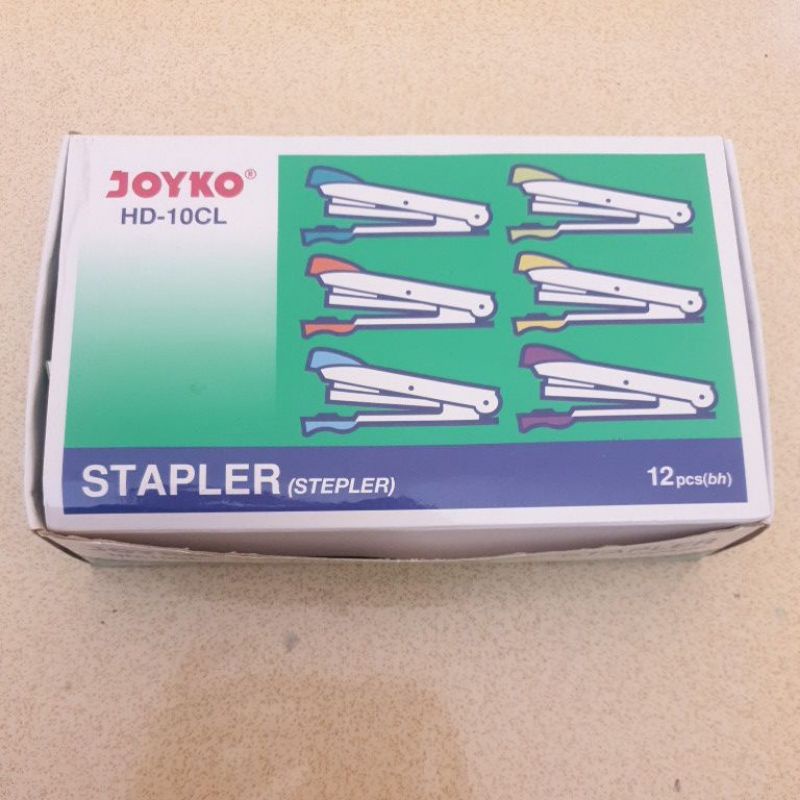 JOYKO®
HD-10CL
STAPLER (STEPLER)
12 pcs(bh)